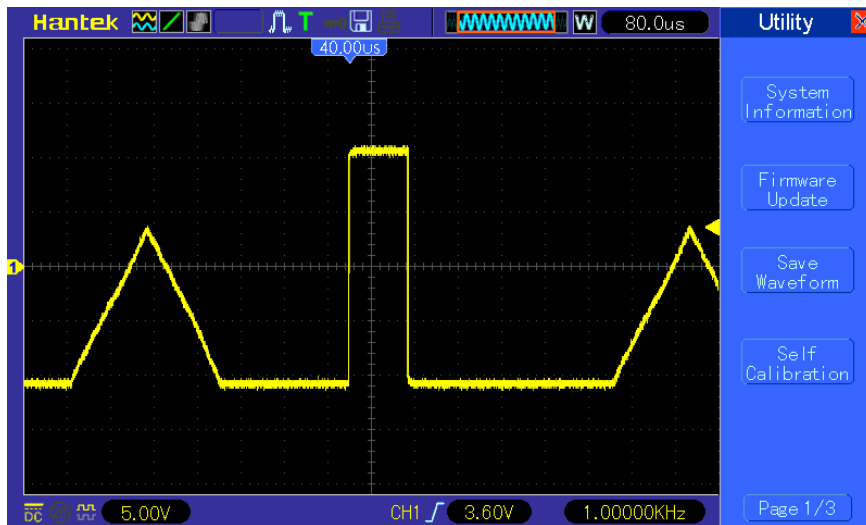 Hantek T W 80.0us Utility
40.00us
System
Information
Firmware
Update
1
Save
Waveform
Self
Calibration
DC 5.00V CH1 3.60V 1.00000KHz Page 1/3